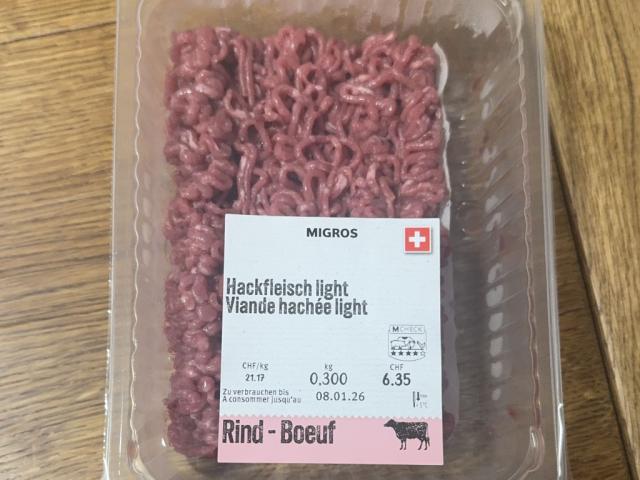 MIGROS
Hackfleisch light
Viande hachée light
M CHECK
CHF/kg kg CHF
21.17 0,300 6.35
Zu verbrauchen bis
A consommer jusqu'au 08.01.26
Rind - Boeuf